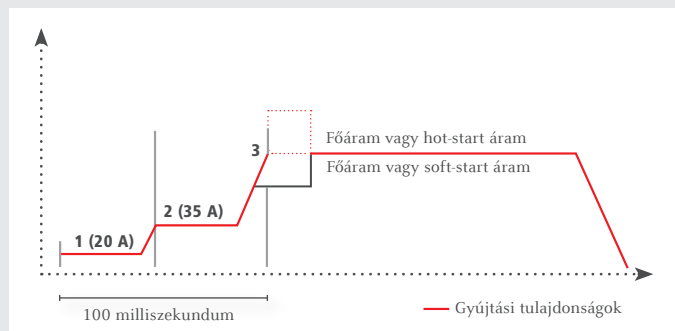 3
Főáram vagy hot-start áram
Főáram vagy soft-start áram
2 (35 A)
1 (20 A)
100 milliszekundum
Gyújtási tulajdonságok